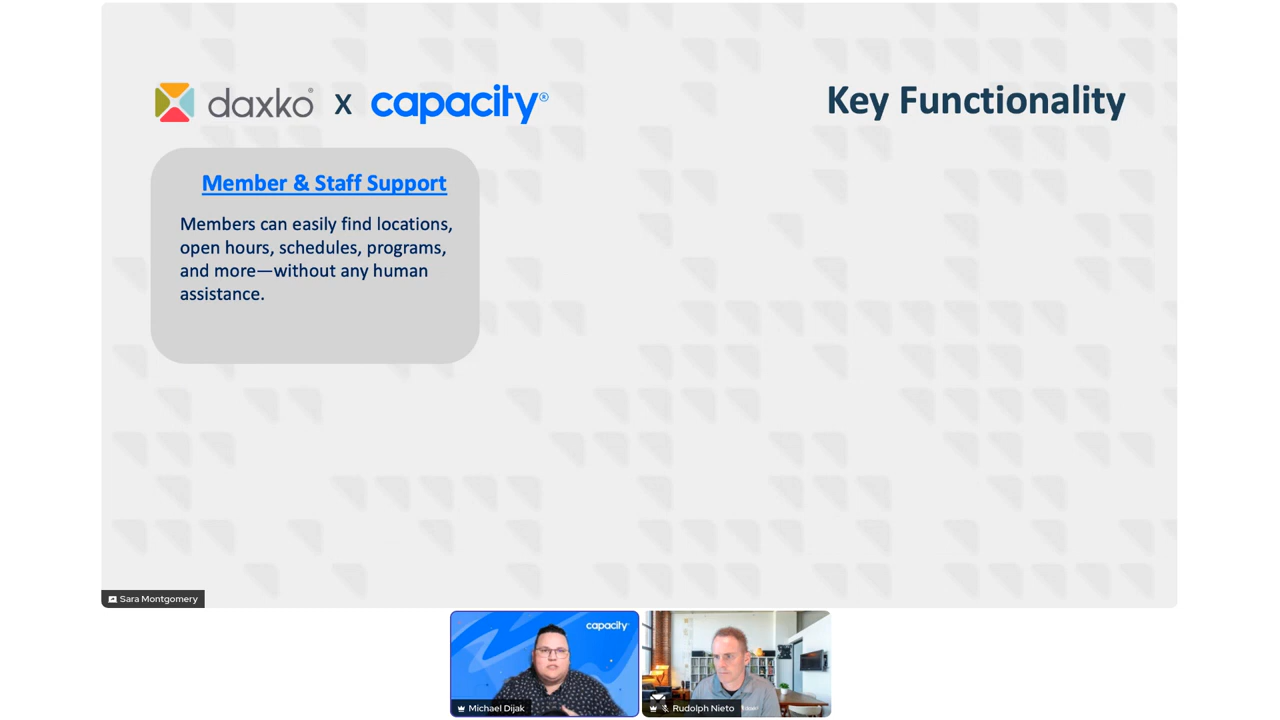 daxko® X capacity®
Key Functionality
Member & Staff Support
Members can easily find locations,
open hours, schedules, programs,
and more—without any human
assistance.
Sara Montgomery
capacity
Michael Dijak
Rudolph Nieto